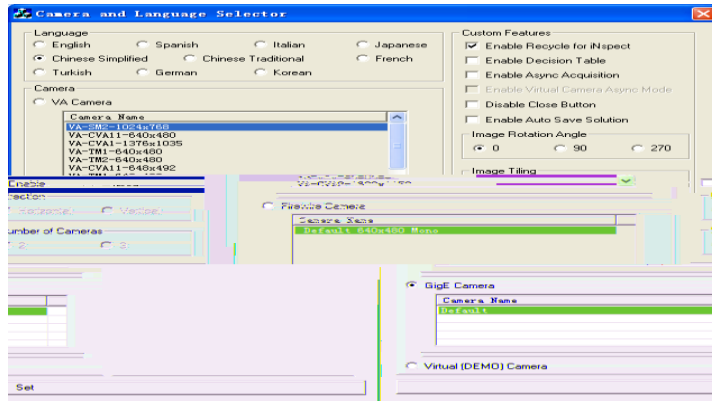 Camera and Language Selector
Language
English Spanish Italian Japanese
Chinese Simplified Chinese Traditional French
Turkish German Korean
Camera
VA Camera
Camera Name
VA-SM2-1024x768
VA-CVA11-640x480
VA-CVA1-1376x1035
VA-TM1-640x480
VA-TM2-640x480
VA-CVA11-648x492
Custom Features
Enable Recycle for iNspect
Enable Decision Table
Enable Async Acquisition
Enable Virtual Camera Async Mode
Disable Close Button
Enable Auto Save Solution
Image Rotation Angle
0 90 270
Image Tiling
Enable
Horizontal Vertical
umber of Cameras
2 3
Firewire Camera
Camera Name
Default 640x480 Mono
GigE Camera
Camera Name
Default
Virtual (DEMO) Camera
Set